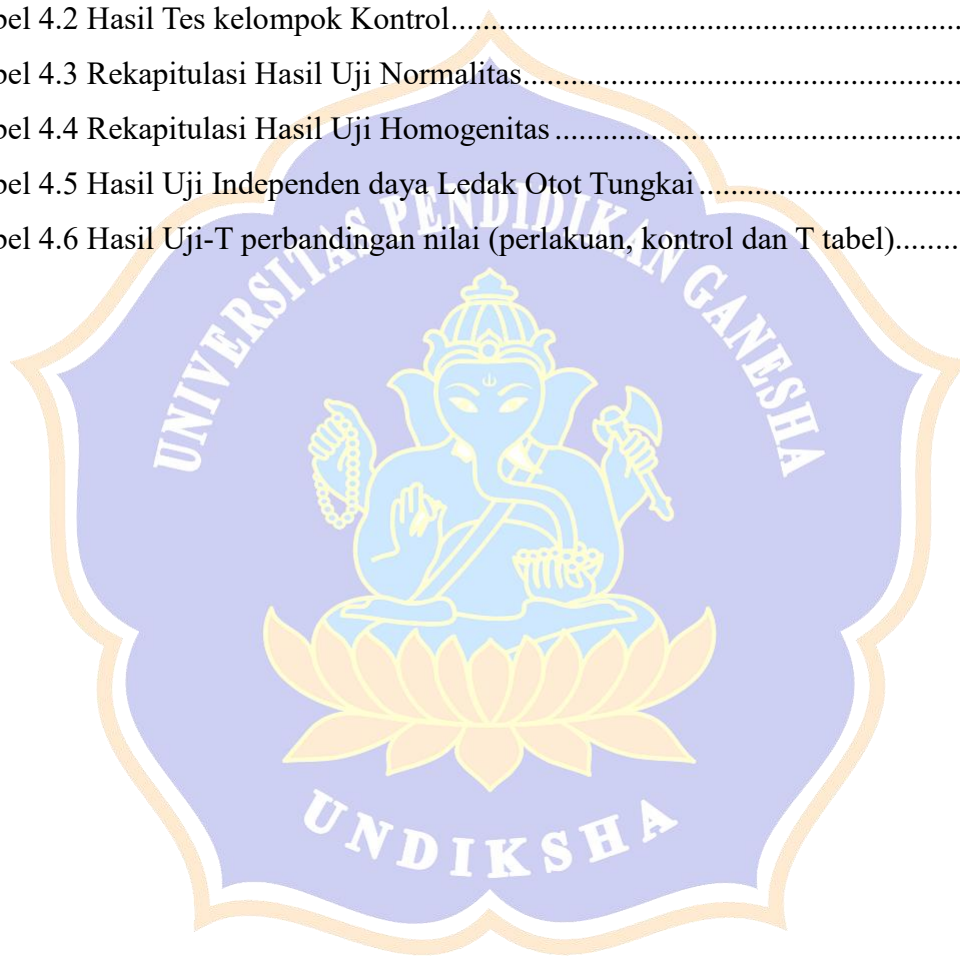 bel 4.2 Hasil Tes kelompok Kontrol.......................................................................
bel 4.3 Rekapitulasi Hasil Uji Normalitas.............................................................
bel 4.4 Rekapitulasi Hasil Uji Homogenitas .........................................................
bel 4.5 Hasil Uji Independen daya Ledak Otot Tungkai ......................................
bel 4.6 Hasil Uji-T perbandingan nilai (perlakuan, kontrol dan T tabel)........
UNIVERSITAS PENDIDIKAN GANESHA
UNDIKSHA